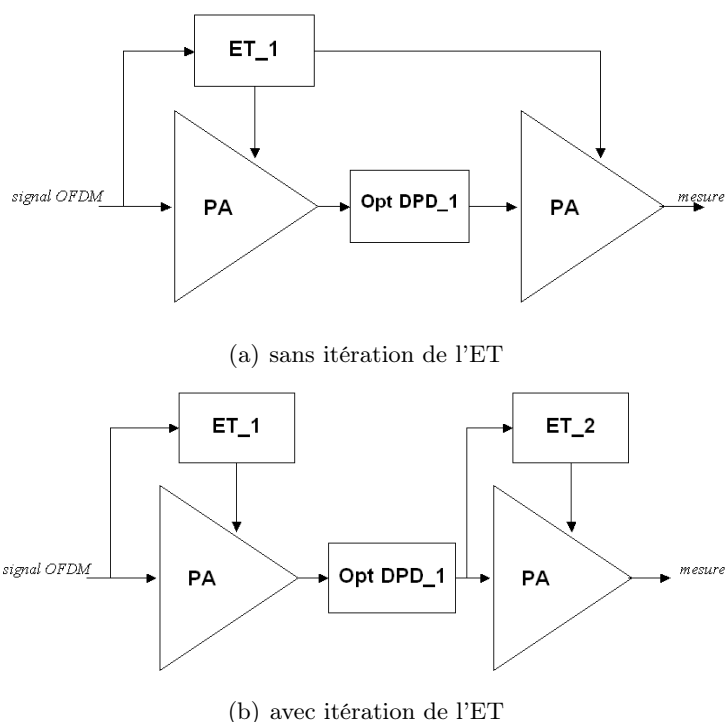 ET_1
signal OFDM
PA
Opt DPD_1
PA
mesure
(a) sans itération de l'ET
ET_1
ET_2
signal OFDM
PA
Opt DPD_1
PA
mesure
(b) avec itération de l'ET